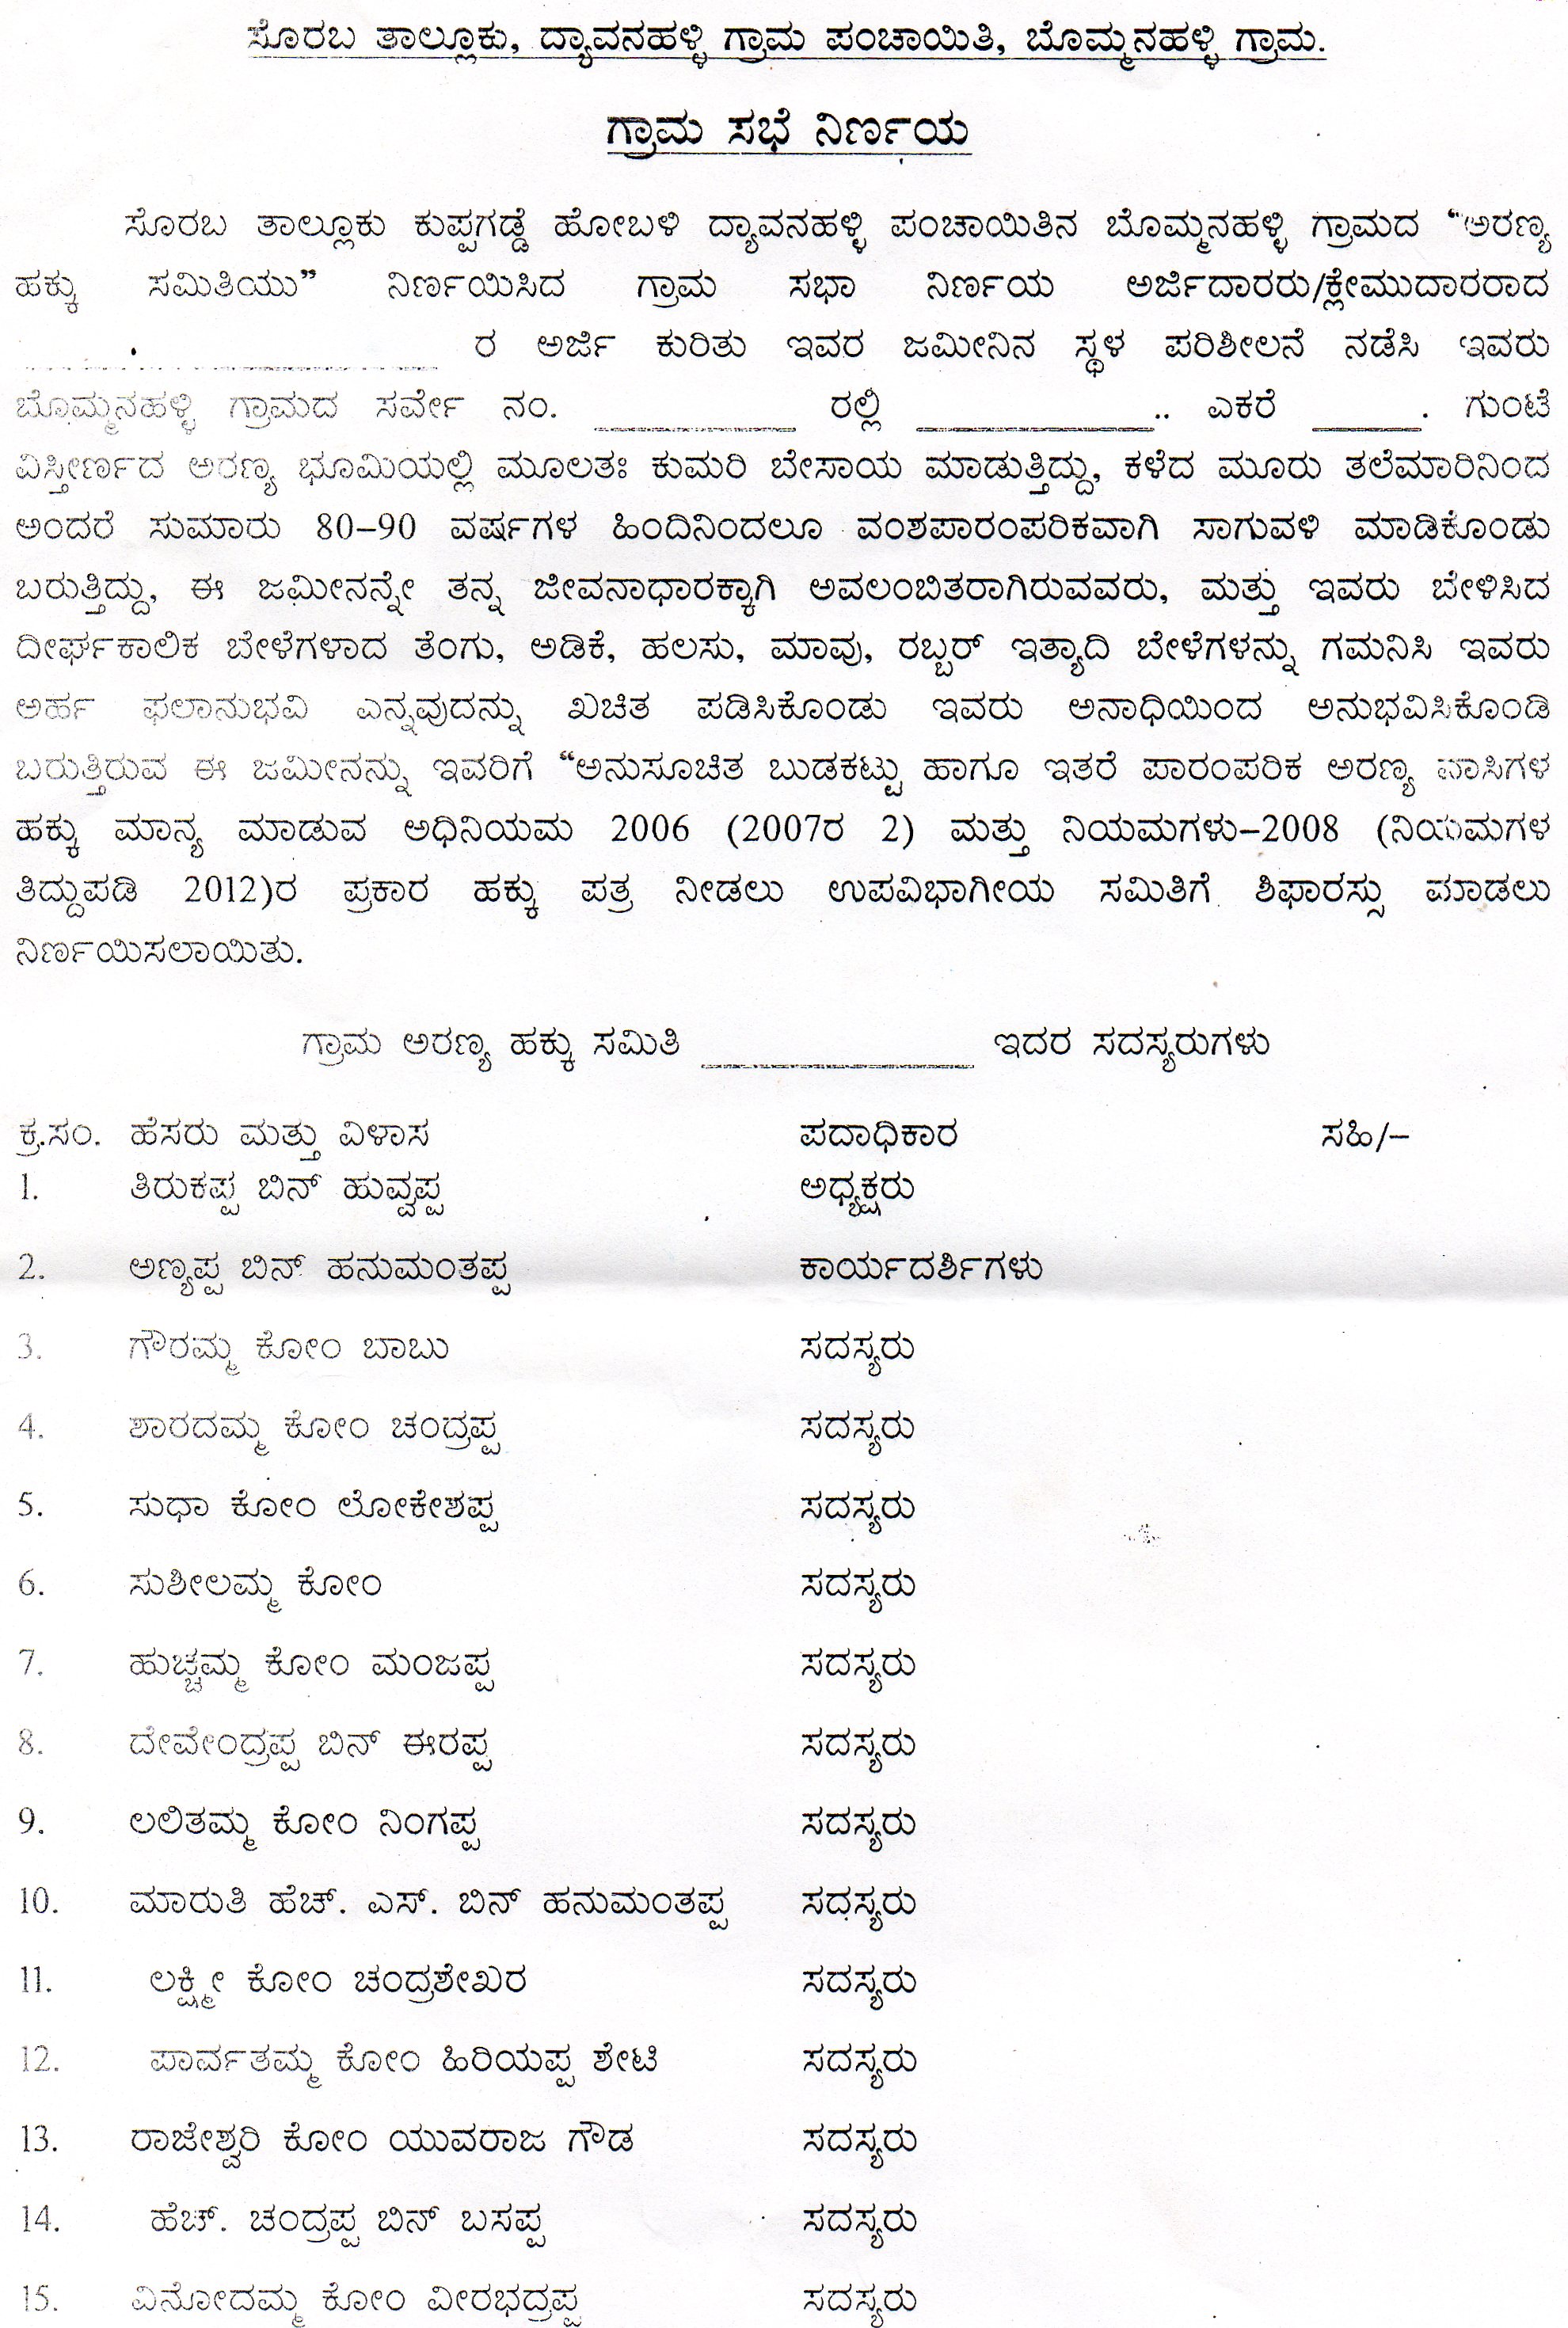 ಸೊರಬ ತಾಲ್ಲೂಕು, ದ್ಯಾವನಹಳ್ಳಿ ಗ್ರಾಮ ಪಂಚಾಯಿತಿ, ಬೊಮ್ಮನಹಳ್ಳಿ ಗ್ರಾಮ.
ಗ್ರಾಮ ಸಭೆ ನಿರ್ಣಯ
ಸೊರಬ ತಾಲ್ಲೂಕು ಕುಪ್ಪಗಡ್ಡೆ ಹೋಬಳಿ ದ್ಯಾವನಹಳ್ಳಿ ಪಂಚಾಯಿತಿನ ಬೊಮ್ಮನಹಳ್ಳಿ ಗ್ರಾಮದ “ಅರಣ್ಯ
ಹಕ್ಕು ಸಮಿತಿಯು” ನಿರ್ಣಯಿಸಿದ ಗ್ರಾಮ ಸಭಾ ನಿರ್ಣಯ ಅರ್ಜಿದಾರರು/ಕ್ಲೇಮುದಾರರಾದ
ರ ಅರ್ಜಿ ಕುರಿತು ಇವರ ಜಮೀನಿನ ಸ್ಥಳ ಪರಿಶೀಲನೆ ನಡೆಸಿ ಇವರು
ಬೊಮ್ಮನಹಳ್ಳಿ ಗ್ರಾಮದ ಸರ್ವೇ ನಂ. __________ ರಲ್ಲಿ ____________.. ಎಕರೆ _____. ಗುಂಟೆ
ವಿಸ್ತೀರ್ಣದ ಅರಣ್ಯ ಭೂಮಿಯಲ್ಲಿ ಮೂಲತಃ ಕುಮರಿ ಬೇಸಾಯ ಮಾಡುತ್ತಿದ್ದು, ಕಳೆದ ಮೂರು ತಲೆಮಾರಿನಿಂದ
ಅಂದರೆ ಸುಮಾರು 80–90 ವರ್ಷಗಳ ಹಿಂದಿನಿಂದಲೂ ವಂಶಪಾರಂಪರಿಕವಾಗಿ ಸಾಗುವಳಿ ಮಾಡಿಕೊಂಡು
ಬರುತ್ತಿದ್ದು, ಈ ಜಮೀನನ್ನೇ ತನ್ನ ಜೀವನಾಧಾರಕ್ಕಾಗಿ ಅವಲಂಬಿತರಾಗಿರುವವರು, ಮತ್ತು ಇವರು ಬೇಳಿಸಿದ
ದೀರ್ಘಕಾಲಿಕ ಬೇಳೆಗಳಾದ ತೆಂಗು, ಅಡಿಕೆ, ಹಲಸು, ಮಾವು, ರಬ್ಬರ್ ಇತ್ಯಾದಿ ಬೇಳೆಗಳನ್ನು ಗಮನಿಸಿ ಇವರು
ಅರ್ಹ ಫಲಾನುಭವಿ ಎನ್ನವುದನ್ನು ಖಚಿತ ಪಡಿಸಿಕೊಂಡು ಇವರು ಅನಾಧಿಯಿಂದ ಅನುಭವಿಸಿಕೊಂಡಿ
ಬರುತ್ತಿರುವ ಈ ಜಮೀನನ್ನು ಇವರಿಗೆ “ಅನುಸೂಚಿತ ಬುಡಕಟ್ಟು ಹಾಗೂ ಇತರೆ ಪಾರಂಪರಿಕ ಅರಣ್ಯ ವಾಸಿಗಳ
ಹಕ್ಕು ಮಾನ್ಯ ಮಾಡುವ ಅಧಿನಿಯಮ 2006 (2007ರ 2) ಮತ್ತು ನಿಯಮಗಳು–2008 (ನಿಯಮಗಳ
ತಿದ್ದುಪಡಿ 2012)ರ ಪ್ರಕಾರ ಹಕ್ಕು ಪತ್ರ ನೀಡಲು ಉಪವಿಭಾಗೀಯ ಸಮಿತಿಗೆ ಶಿಫಾರಸ್ಸು ಮಾಡಲು
ನಿರ್ಣಯಿಸಲಾಯಿತು.
ಗ್ರಾಮ ಅರಣ್ಯ ಹಕ್ಕು ಸಮಿತಿ ______________ ಇದರ ಸದಸ್ಯರುಗಳು
ಕ್ರ.ಸಂ. ಹೆಸರು ಮತ್ತು ವಿಳಾಸ ಪದಾಧಿಕಾರ ಸಹಿ/–
1. ತಿರುಕಪ್ಪ ಬಿನ್ ಹುವ್ವಪ್ಪ ಅಧ್ಯಕ್ಷರು
2. ಅಣ್ಯಪ್ಪ ಬಿನ್ ಹನುಮಂತಪ್ಪ ಕಾರ್ಯದರ್ಶಿಗಳು
3. ಗೌರಮ್ಮ ಕೋಂ ಬಾಬು ಸದಸ್ಯರು
4. ಶಾರದಮ್ಮ ಕೋಂ ಚಂದ್ರಪ್ಪ ಸದಸ್ಯರು
5. ಸುಧಾ ಕೋಂ ಲೋಕೇಶಪ್ಪ ಸದಸ್ಯರು
6. ಸುಶೀಲಮ್ಮ ಕೋಂ ಸದಸ್ಯರು
7. ಹುಚ್ಚಮ್ಮ ಕೋಂ ಮಂಜಪ್ಪ ಸದಸ್ಯರು
8. ದೇವೇಂದ್ರಪ್ಪ ಬಿನ್ ಈರಪ್ಪ ಸದಸ್ಯರು
9. ಲಲಿತಮ್ಮ ಕೋಂ ನಿಂಗಪ್ಪ ಸದಸ್ಯರು
10. ಮಾರುತಿ ಹೆಚ್. ಎಸ್. ಬಿನ್ ಹನುಮಂತಪ್ಪ ಸದಸ್ಯರು
11. ಲಕ್ಷ್ಮೀ ಕೋಂ ಚಂದ್ರಶೇಖರ ಸದಸ್ಯರು
12. ಪಾರ್ವತಮ್ಮ ಕೋಂ ಹಿರಿಯಪ್ಪ ಶೇಟಿ ಸದಸ್ಯರು
13. ರಾಜೇಶ್ವರಿ ಕೋಂ ಯುವರಾಜ ಗೌಡ ಸದಸ್ಯರು
14. ಹೆಚ್. ಚಂದ್ರಪ್ಪ ಬಿನ್ ಬಸಪ್ಪ ಸದಸ್ಯರು
15. ವಿನೋದಮ್ಮ ಕೋಂ ವೀರಭದ್ರಪ್ಪ ಸದಸ್ಯರು